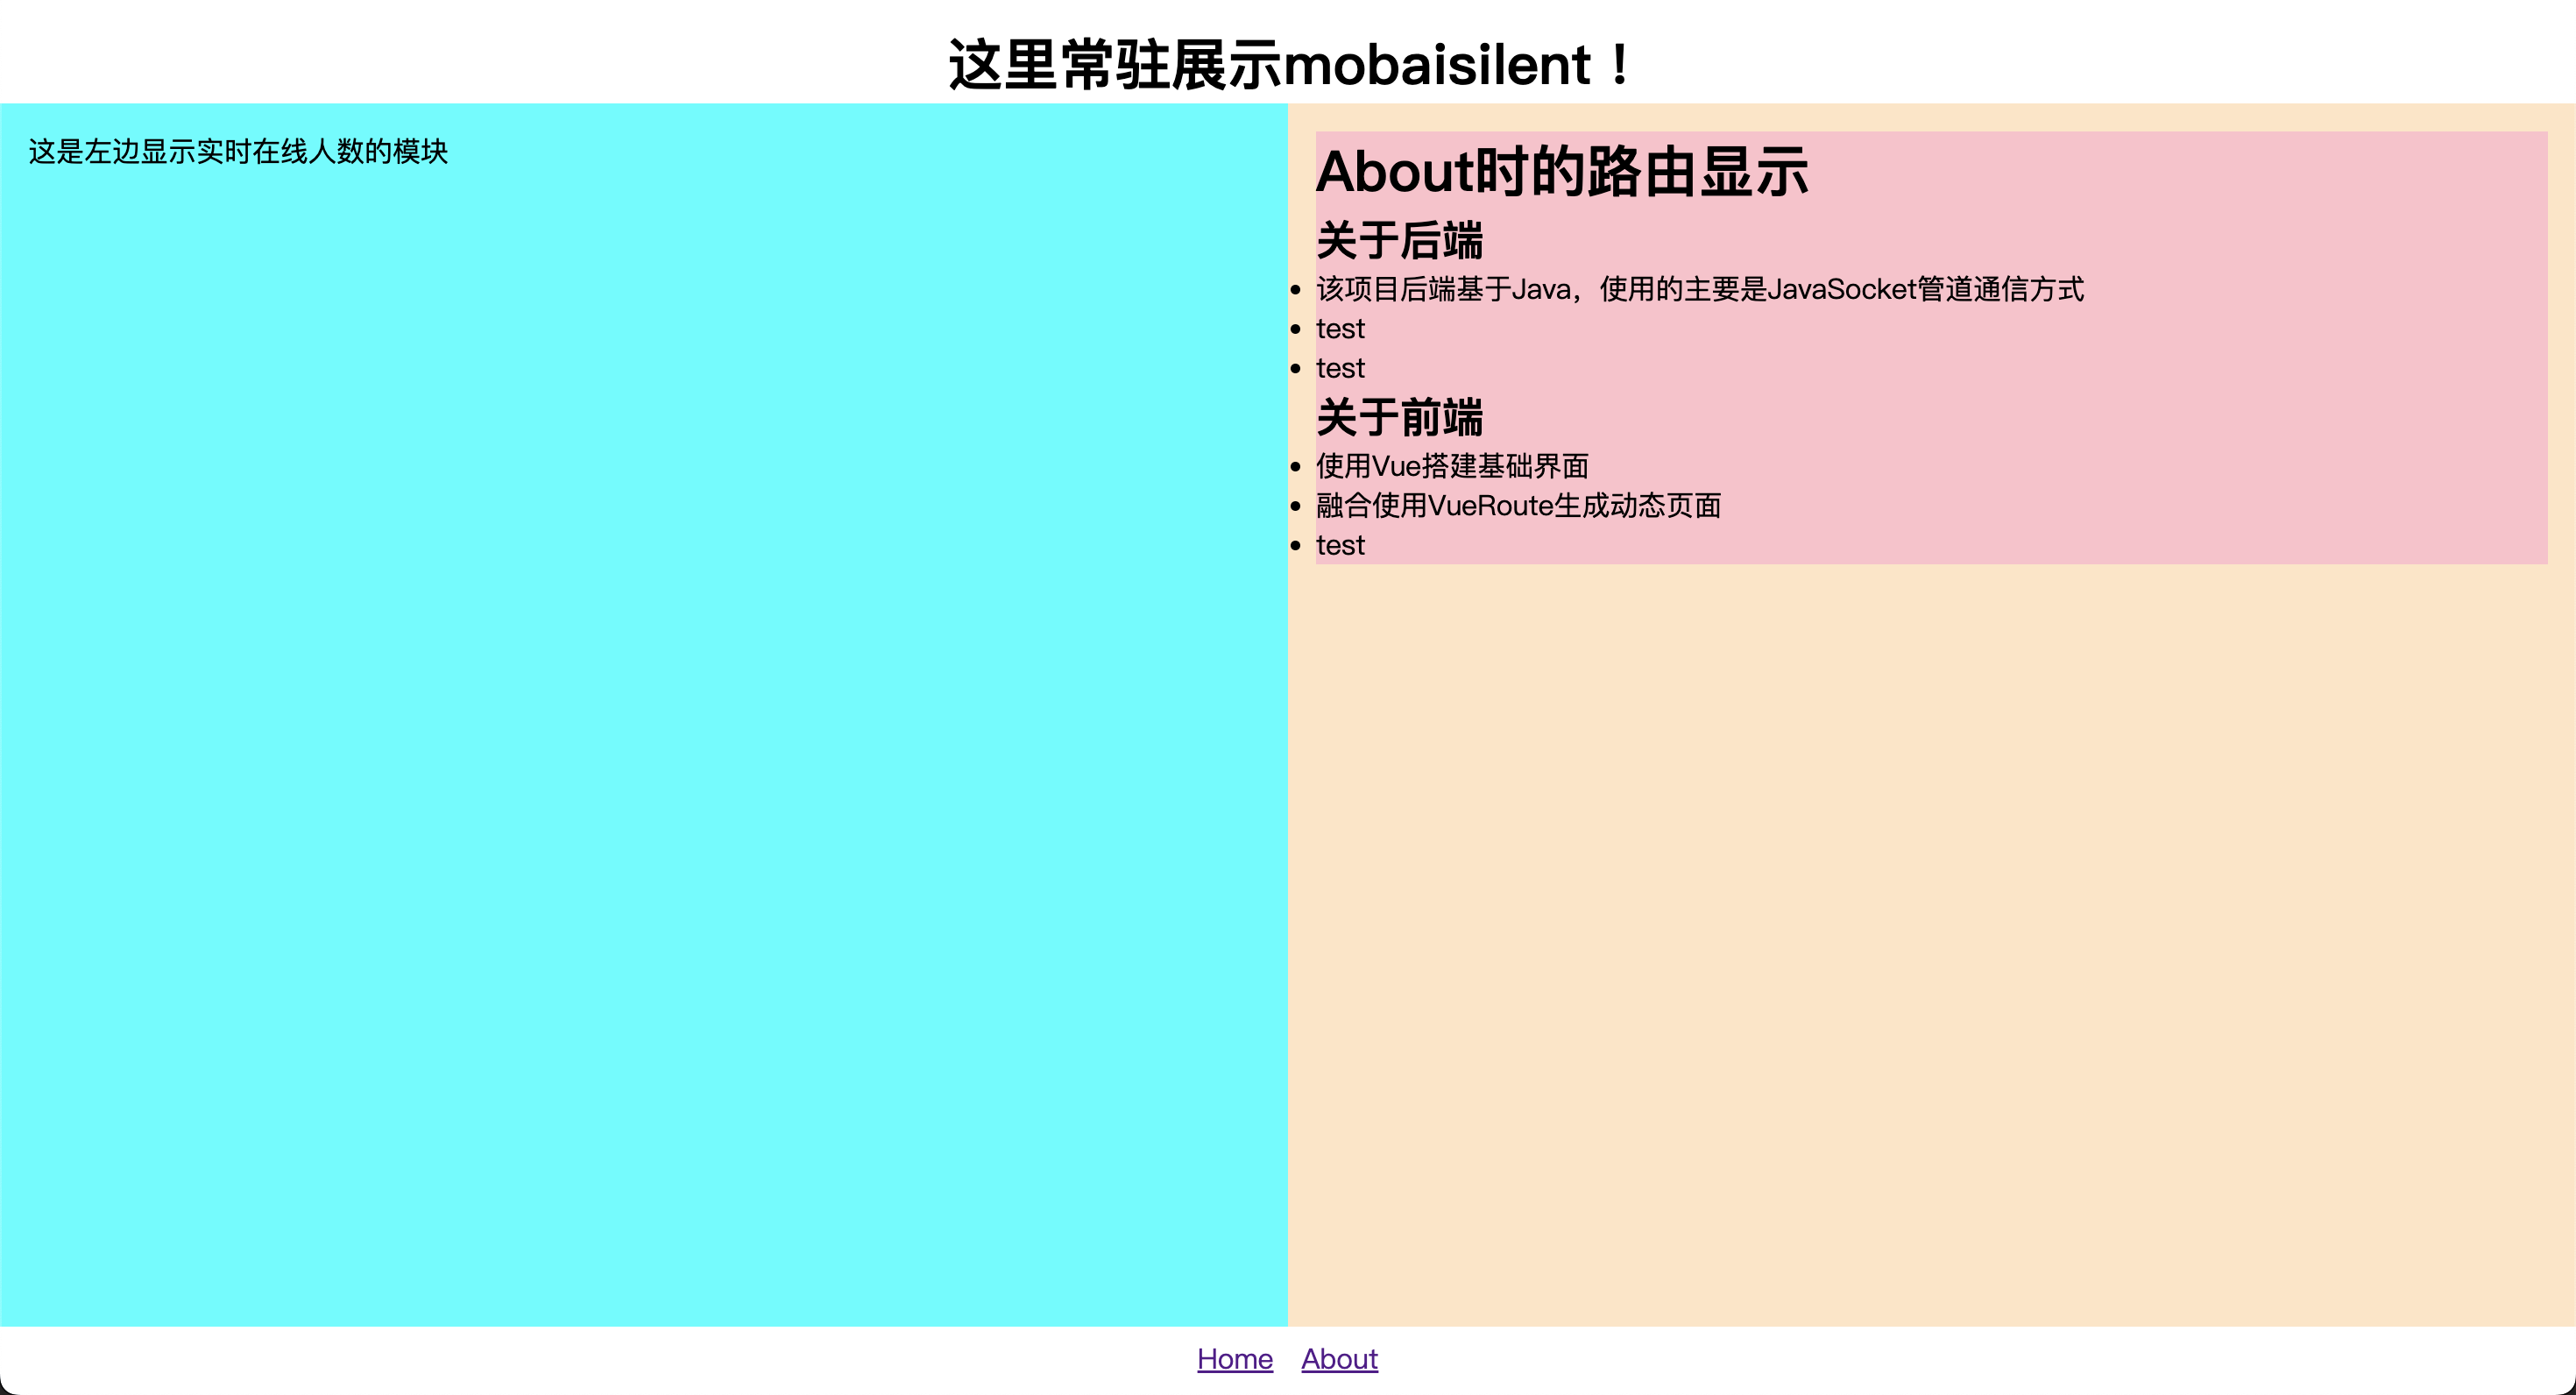 这里常驻展示mobaisilent！
这是左边显示实时在线人数的模块
About时的路由显示
关于后端
• 该项目后端基于Java，使用的主要是JavaSocket管道通信方式
• test
• test
关于前端
• 使用Vue搭建基础界面
• 融合使用VueRoute生成动态页面
• test
Home About